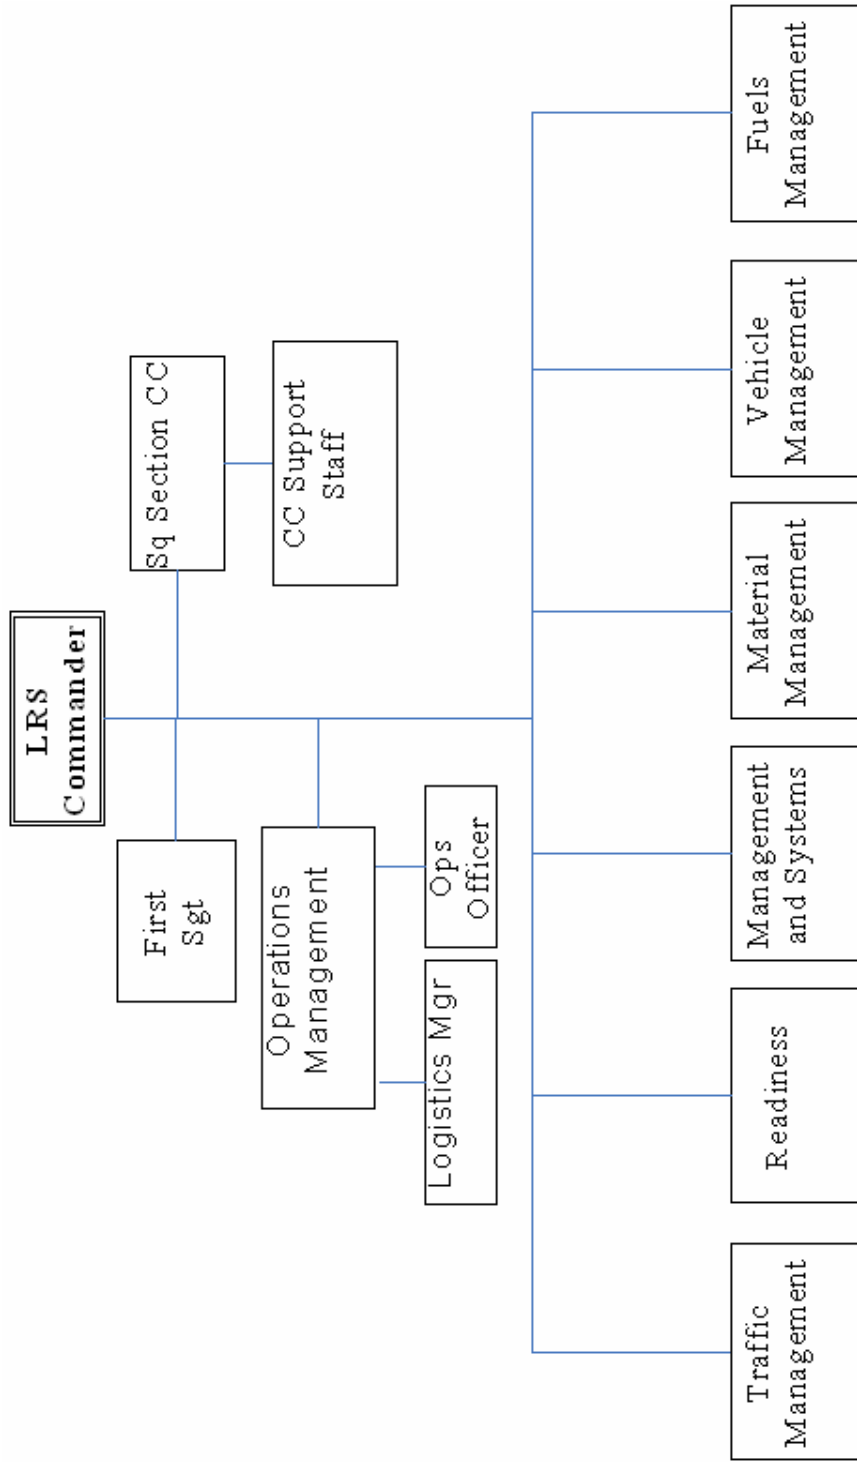 LRS
Commander
First
Sgt
Sq Section CC
Operations
Management
CC Support
Staff
Logistics Mgr
Ops
Officer
Traffic
Management
Readiness
Management
and Systems
Material
Management
Vehicle
Management
Fuels
Management